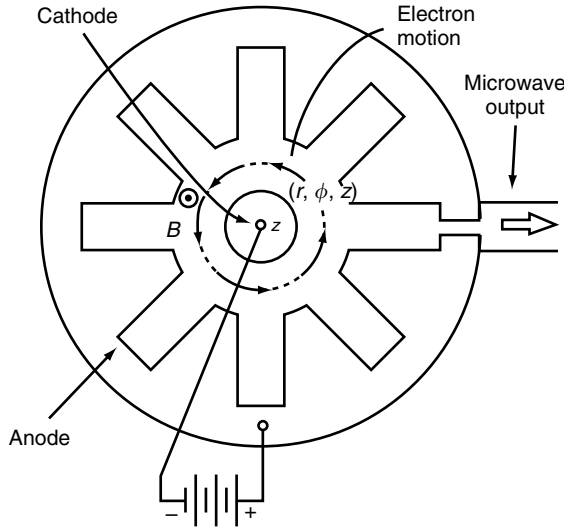 Cathode
Electron
motion
Microwave
output
(r, ϕ, z)
B
z
Anode
– +